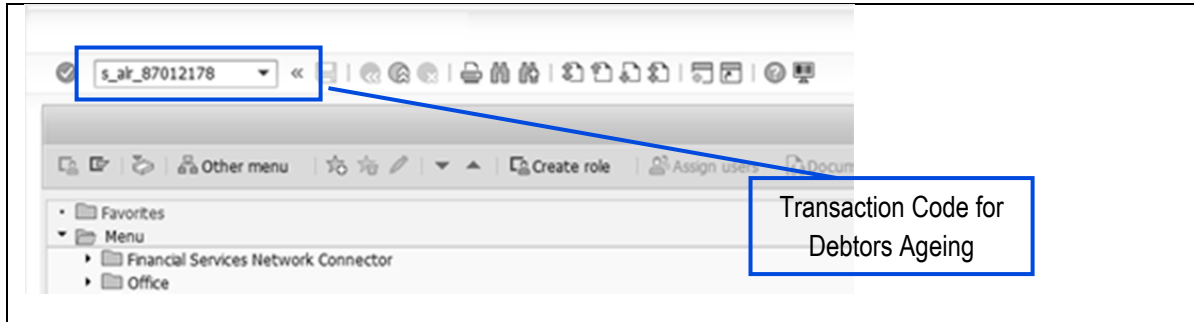 s_alr_87012178
Other menu Create role Assign users Docum
Favorites
Menu
Financial Services Network Connector
Office
Transaction Code for
Debtors Ageing